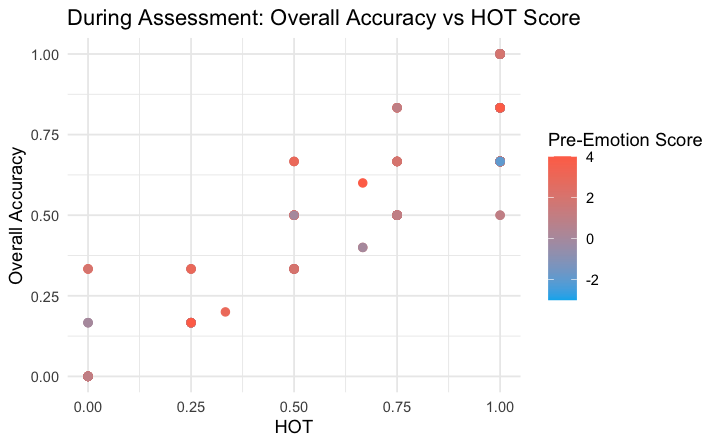 During Assessment: Overall Accuracy vs HOT Score
Overall Accuracy
1.00
0.75
0.50
0.25
0.00
0.00 0.25 0.50 0.75 1.00
HOT
Pre-Emotion Score
4
2
0
-2